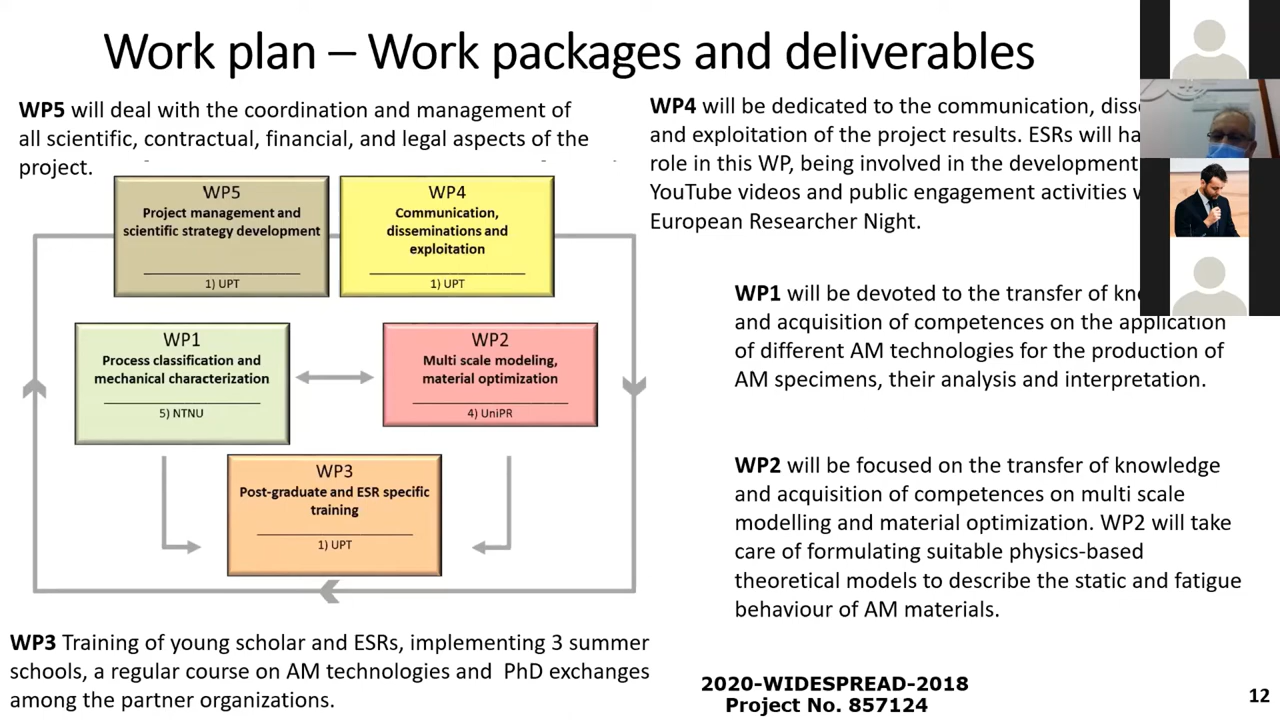 Work plan – Work packages and deliverables
WP5 will deal with the coordination and management of
all scientific, contractual, financial, and legal aspects of the
project.
WP4 will be dedicated to the communication,
and exploitation of the project results. ESRs will
role in this WP, being involved in the development
YouTube videos and public engagement activities
European Researcher Night.
WP5
Project management and
scientific strategy development
1) UPT
WP4
Communication,
disseminations and
exploitation
1) UPT
WP1
Process classification and
mechanical characterization
5) NTNU
WP2
Multi scale modeling,
material optimization
4) UniPR
WP3
Post-graduate and ESR specific
training
1) UPT
WP1 will be devoted to the transfer of
and acquisition of competences on the application
of different AM technologies for the production of
AM specimens, their analysis and interpretation.
WP2 will be focused on the transfer of knowledge
and acquisition of competences on multi scale
modelling and material optimization. WP2 will take
care of formulating suitable physics-based
theoretical models to describe the static and fatigue
behaviour of AM materials.
WP3 Training of young scholar and ESRs, implementing 3 summer
schools, a regular course on AM technologies and PhD exchanges
among the partner organizations.
2020-WIDESPREAD-2018
Project No. 857124
12